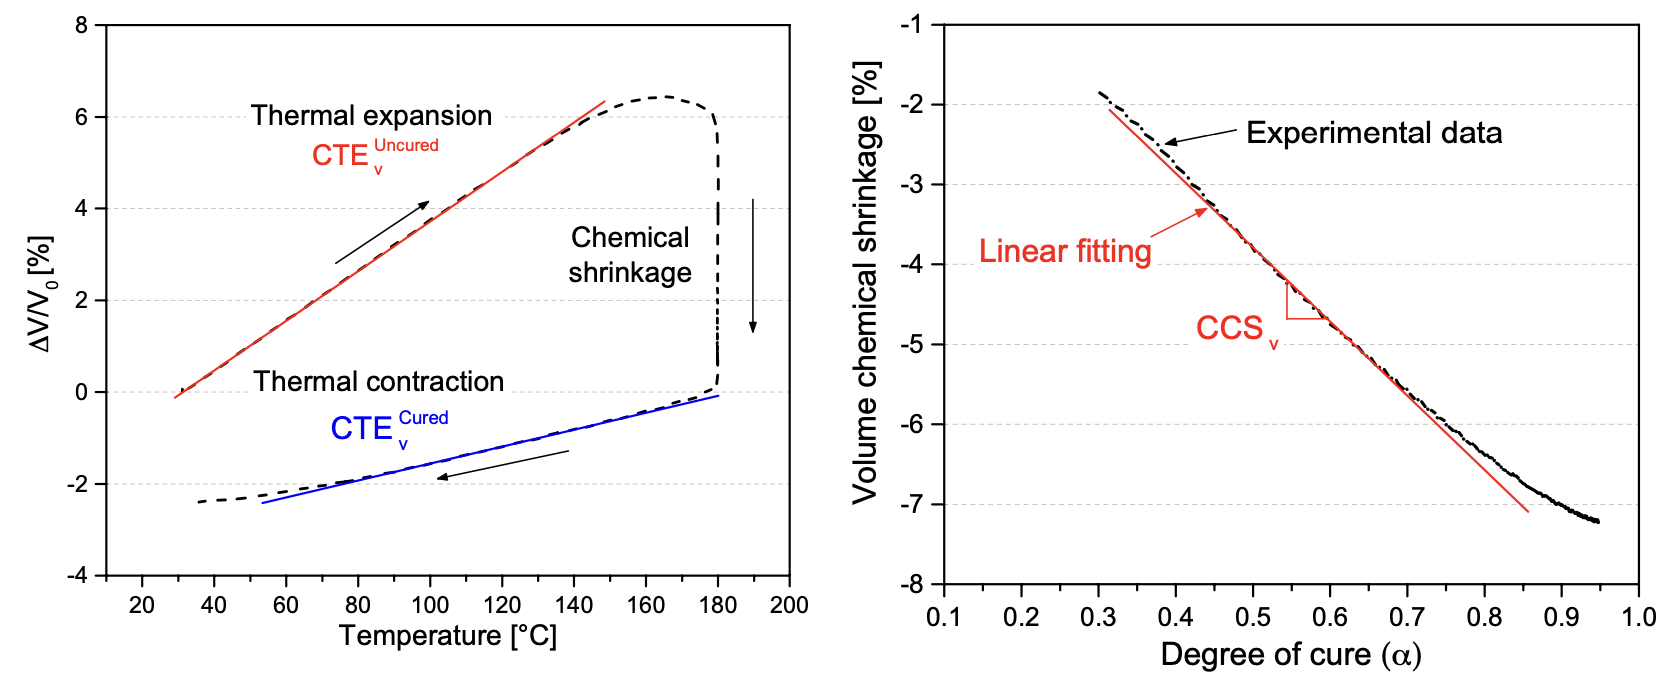 8
6
4
2
0
-2
-4
ΔV/V₀ [%]
Thermal expansion
CTEᵥ Uncured
Chemical
shrinkage
Thermal contraction
CTEᵥ Cured
20 40 60 80 100 120 140 160 180 200
Temperature [°C]
-1
-2
-3
-4
-5
-6
-7
-8
Volume chemical shrinkage [%]
Experimental data
Linear fitting
CCSᵥ
0.1 0.2 0.3 0.4 0.5 0.6 0.7 0.8 0.9 1.0
Degree of cure (α)